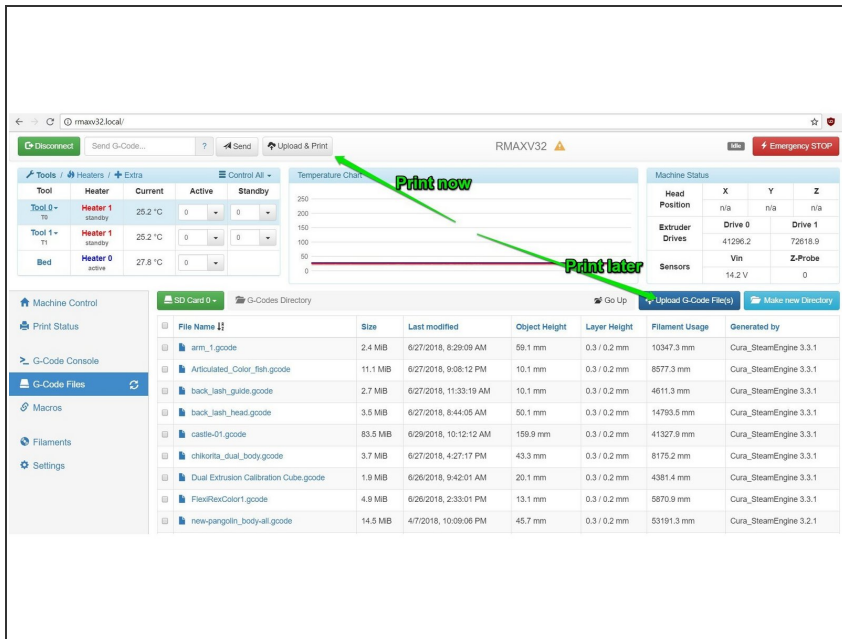 rmaxv32.local/
Disconnect Send G-Code... ? Send Upload & Print RMAXV32 Idle Emergency STOP
Tools / Heaters / Extra Control All
Tool Heater Current Active Standby
Tool 0 T0 Heater 1 standby 25.2 °C 0 0
Tool 1 T1 Heater 1 standby 25.2 °C 0 0
Bed Heater 0 active 27.8 °C 0
Temperature Chart
Print now
250
200
150
100
50
0
Print later
Machine Status
Head Position X Y Z
n/a n/a n/a
Extruder Drives Drive 0 Drive 1
41296.2 72618.9
Sensors Vin Z-Probe
14.2 V 0
Machine Control
Print Status
G-Code Console
G-Code Files
Macros
Filaments
Settings
SD Card 0 G-Codes Directory Go Up Upload G-Code File(s) Make new Directory
File Name Size Last modified Object Height Layer Height Filament Usage Generated by
arm_1.gcode 2.4 MiB 6/27/2018, 8:29:09 AM 59.1 mm 0.3 / 0.2 mm 10347.3 mm Cura_SteamEngine 3.3.1
Articulated_Color_fish.gcode 11.1 MiB 6/27/2018, 9:08:12 PM 10.1 mm 0.3 / 0.2 mm 8577.3 mm Cura_SteamEngine 3.3.1
back_lash_guide.gcode 2.7 MiB 6/27/2018, 11:33:19 AM 10.1 mm 0.3 / 0.2 mm 4611.3 mm Cura_SteamEngine 3.3.1
back_lash_head.gcode 3.5 MiB 6/27/2018, 8:44:05 AM 50.1 mm 0.3 / 0.2 mm 14793.5 mm Cura_SteamEngine 3.3.1
castle-01.gcode 83.5 MiB 6/29/2018, 10:12:12 AM 159.9 mm 0.3 / 0.2 mm 41327.9 mm Cura_SteamEngine 3.3.1
chikorita_dual_body.gcode 3.7 MiB 6/27/2018, 4:27:17 PM 43.3 mm 0.3 / 0.2 mm 8175.2 mm Cura_SteamEngine 3.3.1
Dual Extrusion Calibration Cube.gcode 1.9 MiB 6/26/2018, 9:42:01 AM 20.1 mm 0.3 / 0.2 mm 4381.4 mm Cura_SteamEngine 3.3.1
FlexiRexColor1.gcode 4.9 MiB 6/26/2018, 2:33:01 PM 13.1 mm 0.3 / 0.2 mm 5870.9 mm Cura_SteamEngine 3.3.1
new-pangolin_body-all.gcode 14.5 MiB 4/7/2018, 10:09:06 PM 45.7 mm 0.3 / 0.2 mm 53191.3 mm Cura_SteamEngine 3.2.1